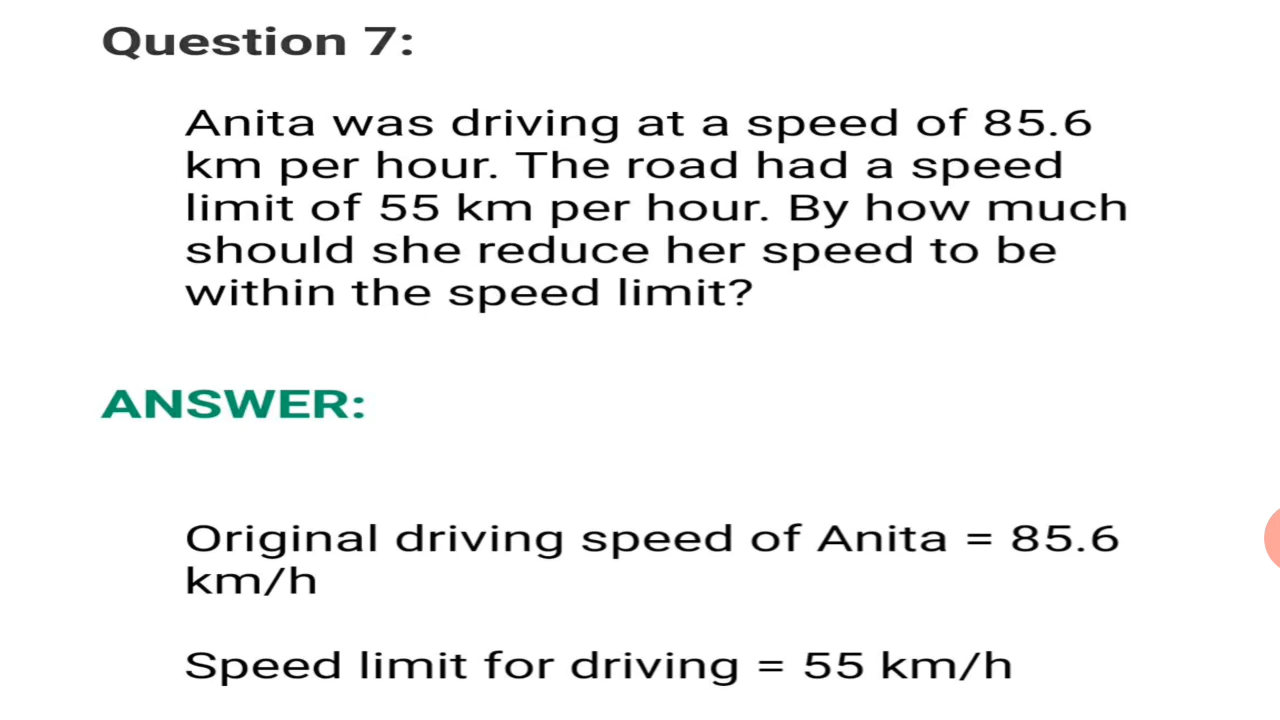 Question 7:
Anita was driving at a speed of 85.6
km per hour. The road had a speed
limit of 55 km per hour. By how much
should she reduce her speed to be
within the speed limit?
ANSWER:
Original driving speed of Anita = 85.6
km/h
Speed limit for driving = 55 km/h